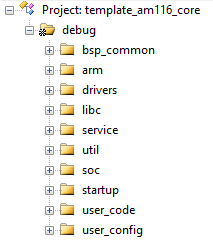 Project: template_am116_core
debug
bsp_common
arm
drivers
libc
service
util
soc
startup
user_code
user_config